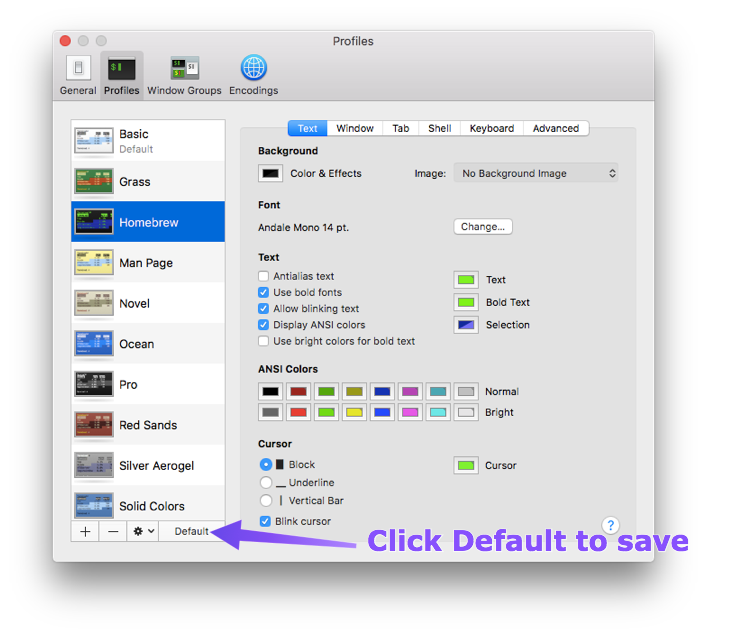 Profiles
General
Profiles
Window Groups
Encodings
Basic
Default
Grass
Homebrew
Man Page
Novel
Ocean
Pro
Red Sands
Silver Aerogel
Solid Colors
Default
Text Window Tab Shell Keyboard Advanced
Background
Color & Effects
Image: No Background Image
Font
Andale Mono 14 pt.
Change...
Text
Antialias text
Use bold fonts
Allow blinking text
Display ANSI colors
Use bright colors for bold text
Text
Bold Text
Selection
ANSI Colors
Normal
Bright
Cursor
Block
Underline
Vertical Bar
Blink cursor
Cursor
?
Click Default to save